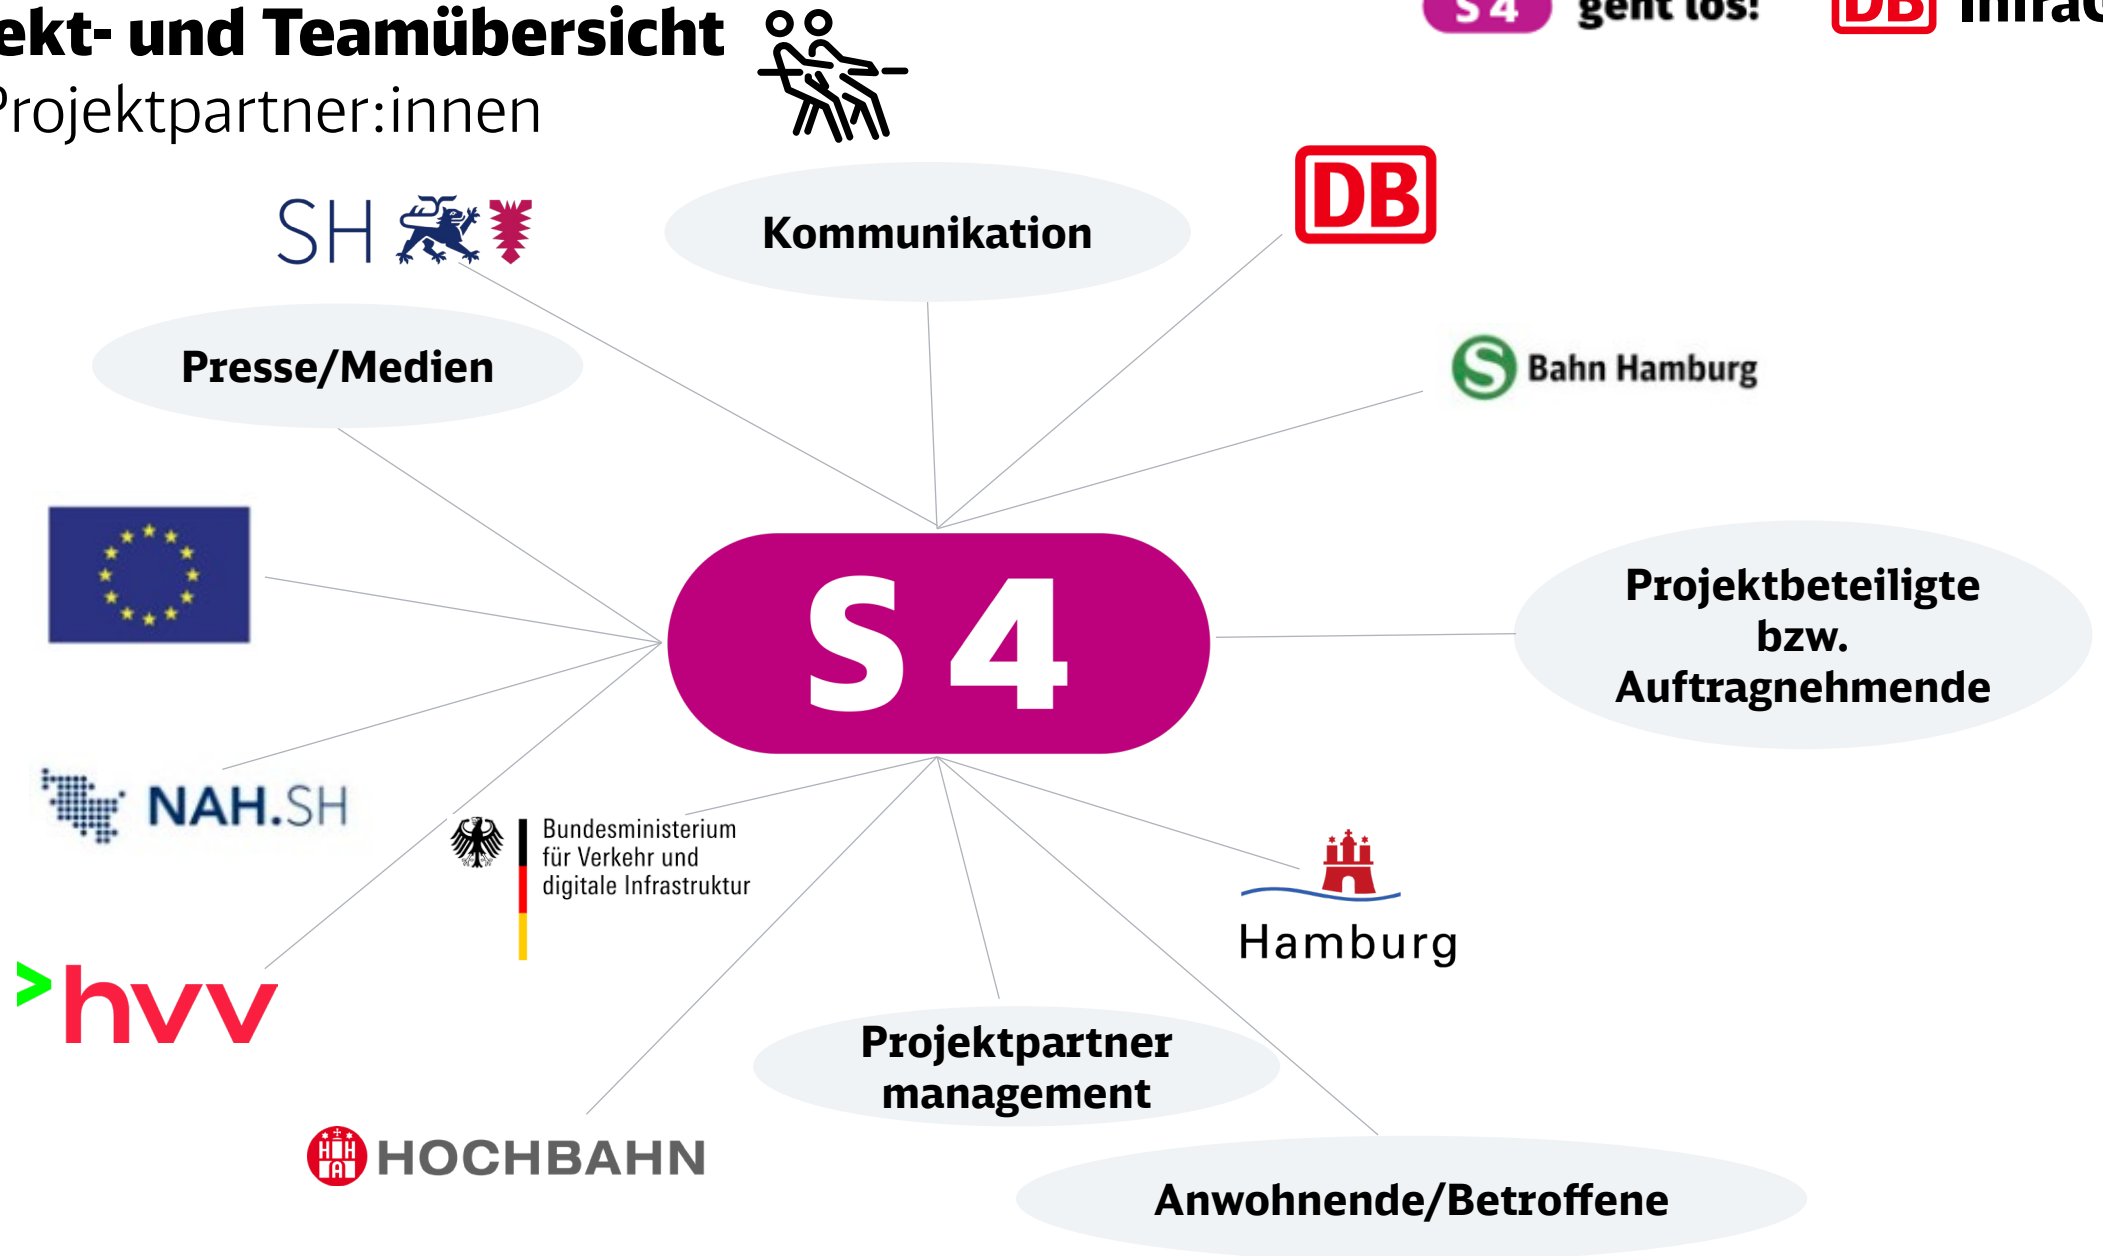 ekt- und Teamübersicht
Projektpartner:innen
S 4 geht los!
DB
SH
Kommunikation
DB
Presse/Medien
S Bahn Hamburg
S 4
Projektbeteiligte
bzw.
Auftragnehmende
NAH.SH
Bundesministerium
für Verkehr und
digitale Infrastruktur
Hamburg
>hvv
Projektpartner
management
HOCHBAHN
Anwohnende/Betroffene